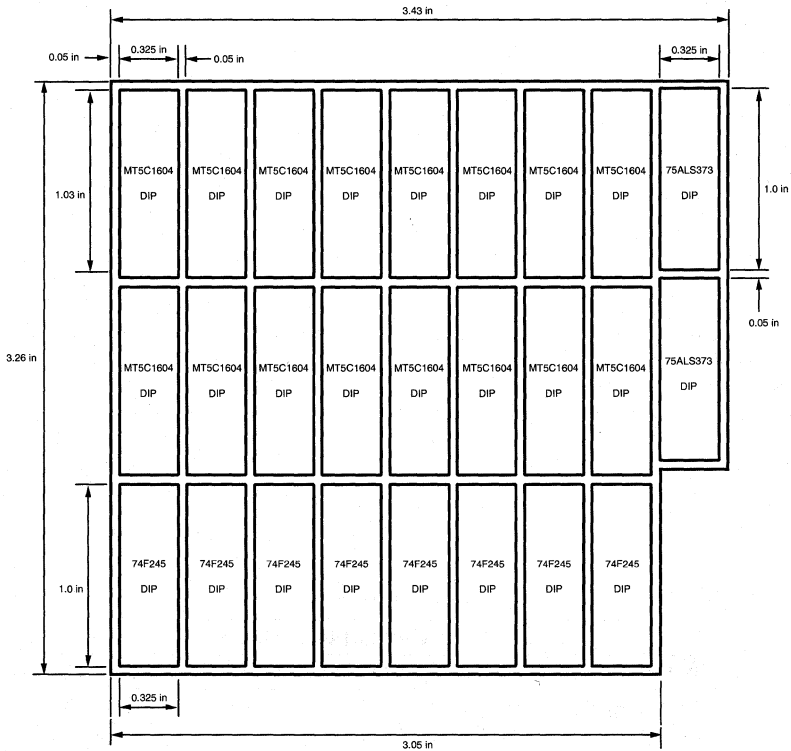 3.43 in
0.05 in
0.325 in
0.05 in
0.325 in
MT5C1604 MT5C1604 MT5C1604 MT5C1604 MT5C1604 MT5C1604 MT5C1604 MT5C1604 75ALS373
DIP DIP DIP DIP DIP DIP DIP DIP DIP
1.03 in
1.0 in
0.05 in
3.26 in
MT5C1604 MT5C1604 MT5C1604 MT5C1604 MT5C1604 MT5C1604 MT5C1604 MT5C1604 75ALS373
DIP DIP DIP DIP DIP DIP DIP DIP DIP
74F245 74F245 74F245 74F245 74F245 74F245 74F245 74F245
DIP DIP DIP DIP DIP DIP DIP DIP
1.0 in
0.325 in
3.05 in